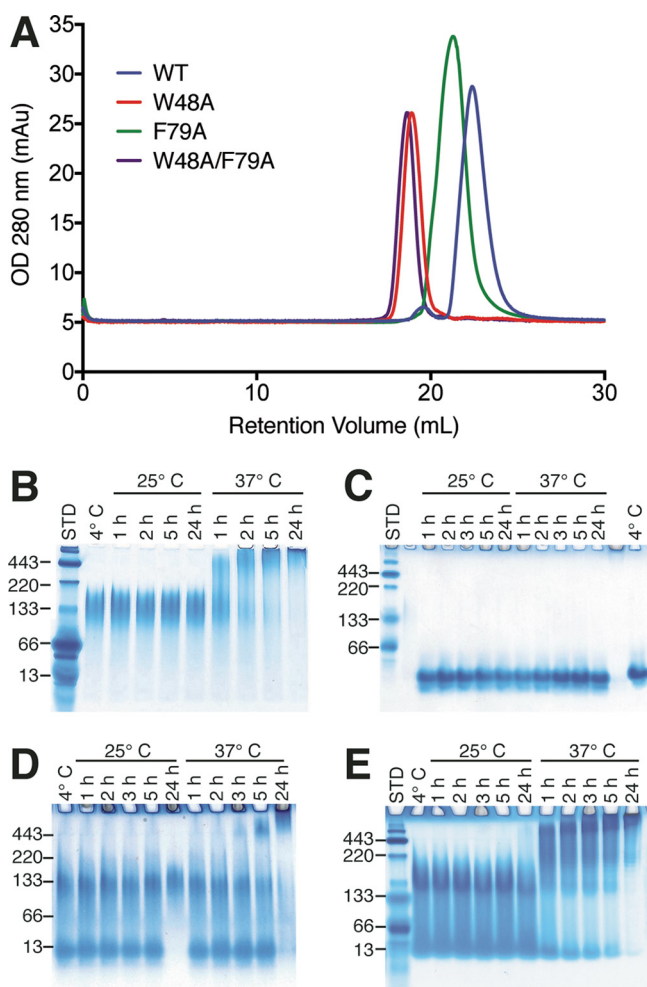 A
35
30
25
20
15
10
5
0
OD 280 nm (mAu)
WT
W48A
F79A
W48A/F79A
0 10 20 30
Retention Volume (mL)
B
25° C 37° C
STD 4° C 1 h 2 h 5 h 24 h 1 h 2 h 5 h 24 h
443
220
133
66
13
C
25° C 37° C
STD 1 h 2 h 3 h 5 h 24 h 1 h 2 h 3 h 5 h 24 h 4° C
443
220
133
66
D
25° C 37° C
4° C 1 h 2 h 3 h 5 h 24 h 1 h 2 h 3 h 5 h 24 h
443
220
133
66
13
E
25° C 37° C
STD 4° C 1 h 2 h 3 h 5 h 24 h 1 h 2 h 3 h 5 h 24 h
443
220
133
66
13